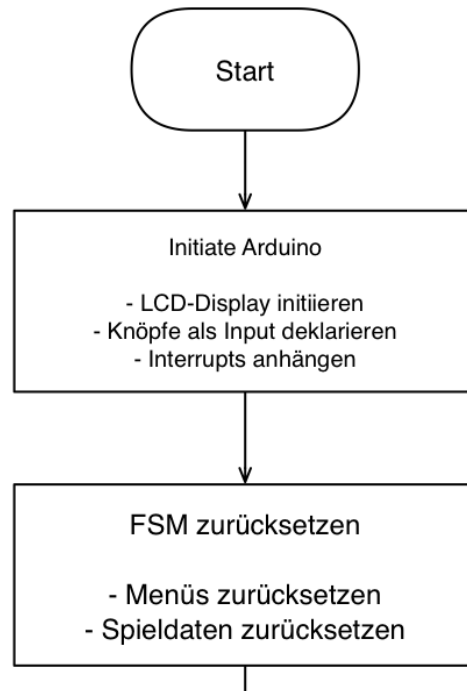 Start
Initiate Arduino
- LCD-Display initiieren
- Knöpfe als Input deklarieren
- Interrupts anhängen
FSM zurücksetzen
- Menüs zurücksetzen
- Spieldaten zurücksetzen